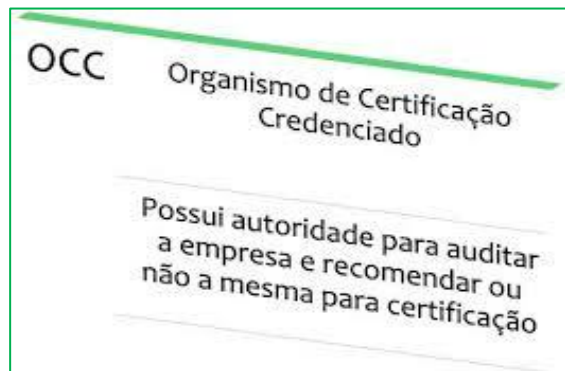 OCC
Organismo de Certificação
Credenciado
Possui autoridade para auditar
a empresa e recomendar ou
não a mesma para certificação